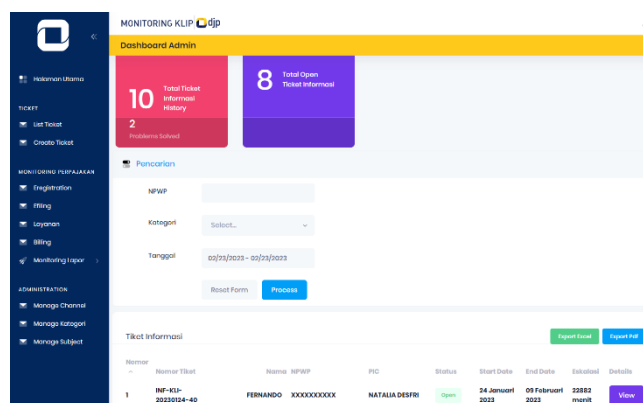 MONITORING KLIP djp
Dashboard Admin
Halaman Utama
TICKET
List Ticket
Create Ticket
MONITORING PERPAJAKAN
Eregistration
Efiling
Layanan
Billing
Monitoring Lapor
ADMINISTRATION
Manage Channel
Manage Kategori
Manage Subject
10
Total Ticket
Informasi
History
2
Problems Solved
8
Total Open
Ticket Informasi
Pencarian
NPWP
Kategori
Select...
Tanggal
02/23/2023 - 02/23/2023
Reset Form
Process
Tiket Informasi
Export Excel
Export Pdf
Nomor
Nomor Tiket
Nama
NPWP
PIC
Status
Start Date
End Date
Eskalasi
Details
1
INF-KLI-
20230124-40
FERNANDO
XXXXXXXXXX
NATALIA DESFRI
Open
24 Januari
2023
09 Februari
2023
22882
menit
View